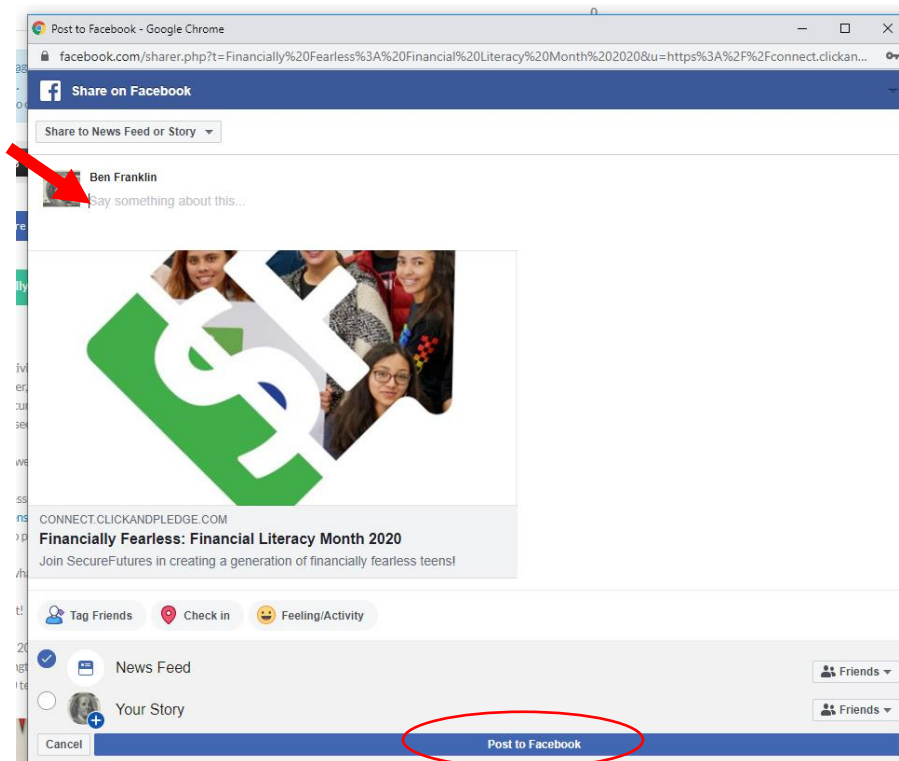 0
Post to Facebook - Google Chrome
facebook.com/sharer.php?t=Financially%20Fearless%3A%20Financial%20Literacy%20Month%202020&u=https%3A%2F%2Fconnect.clickan...
f Share on Facebook
Share to News Feed or Story
Ben Franklin
Say something about this...
CONNECT.CLICKANDPLEDGE.COM
Financially Fearless: Financial Literacy Month 2020
Join SecureFutures in creating a generation of financially fearless teens!
Tag Friends Check in Feeling/Activity
News Feed Friends
Your Story Friends
Cancel Post to Facebook